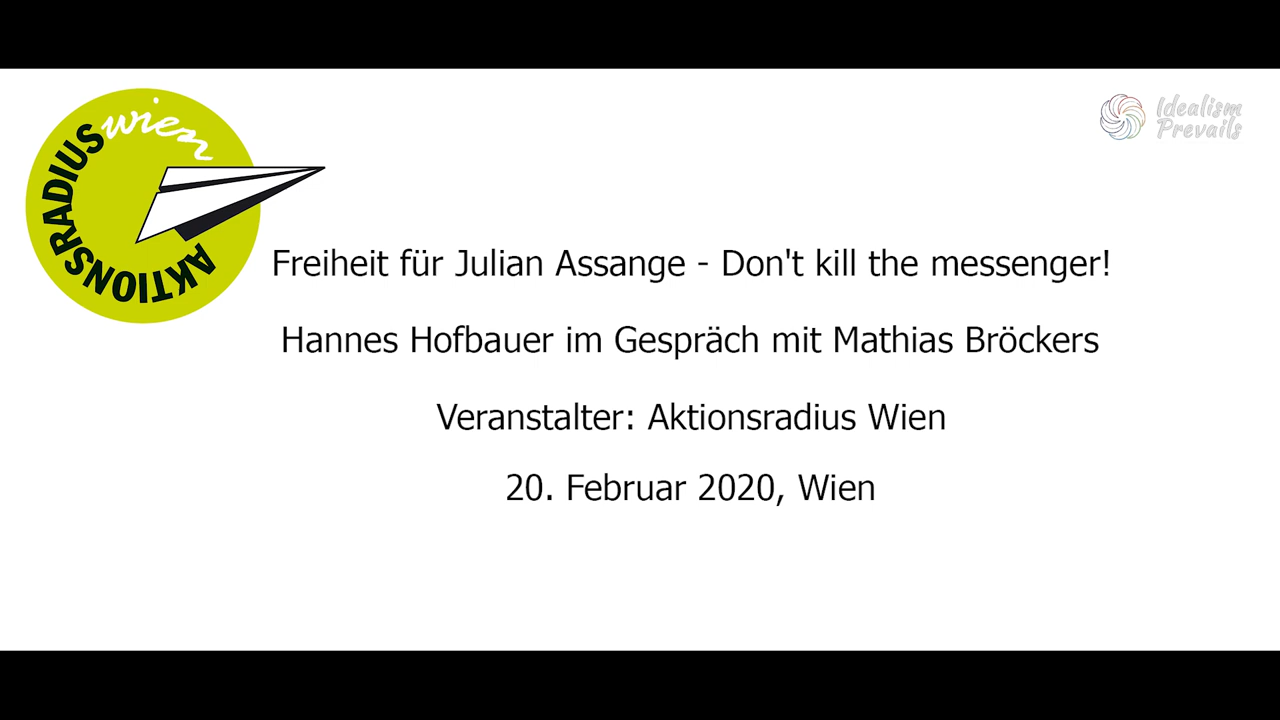 AKTIONSRADIUS wien
Idealism
Prevails
Freiheit für Julian Assange - Don't kill the messenger!
Hannes Hofbauer im Gespräch mit Mathias Bröckers
Veranstalter: Aktionsradius Wien
20. Februar 2020, Wien